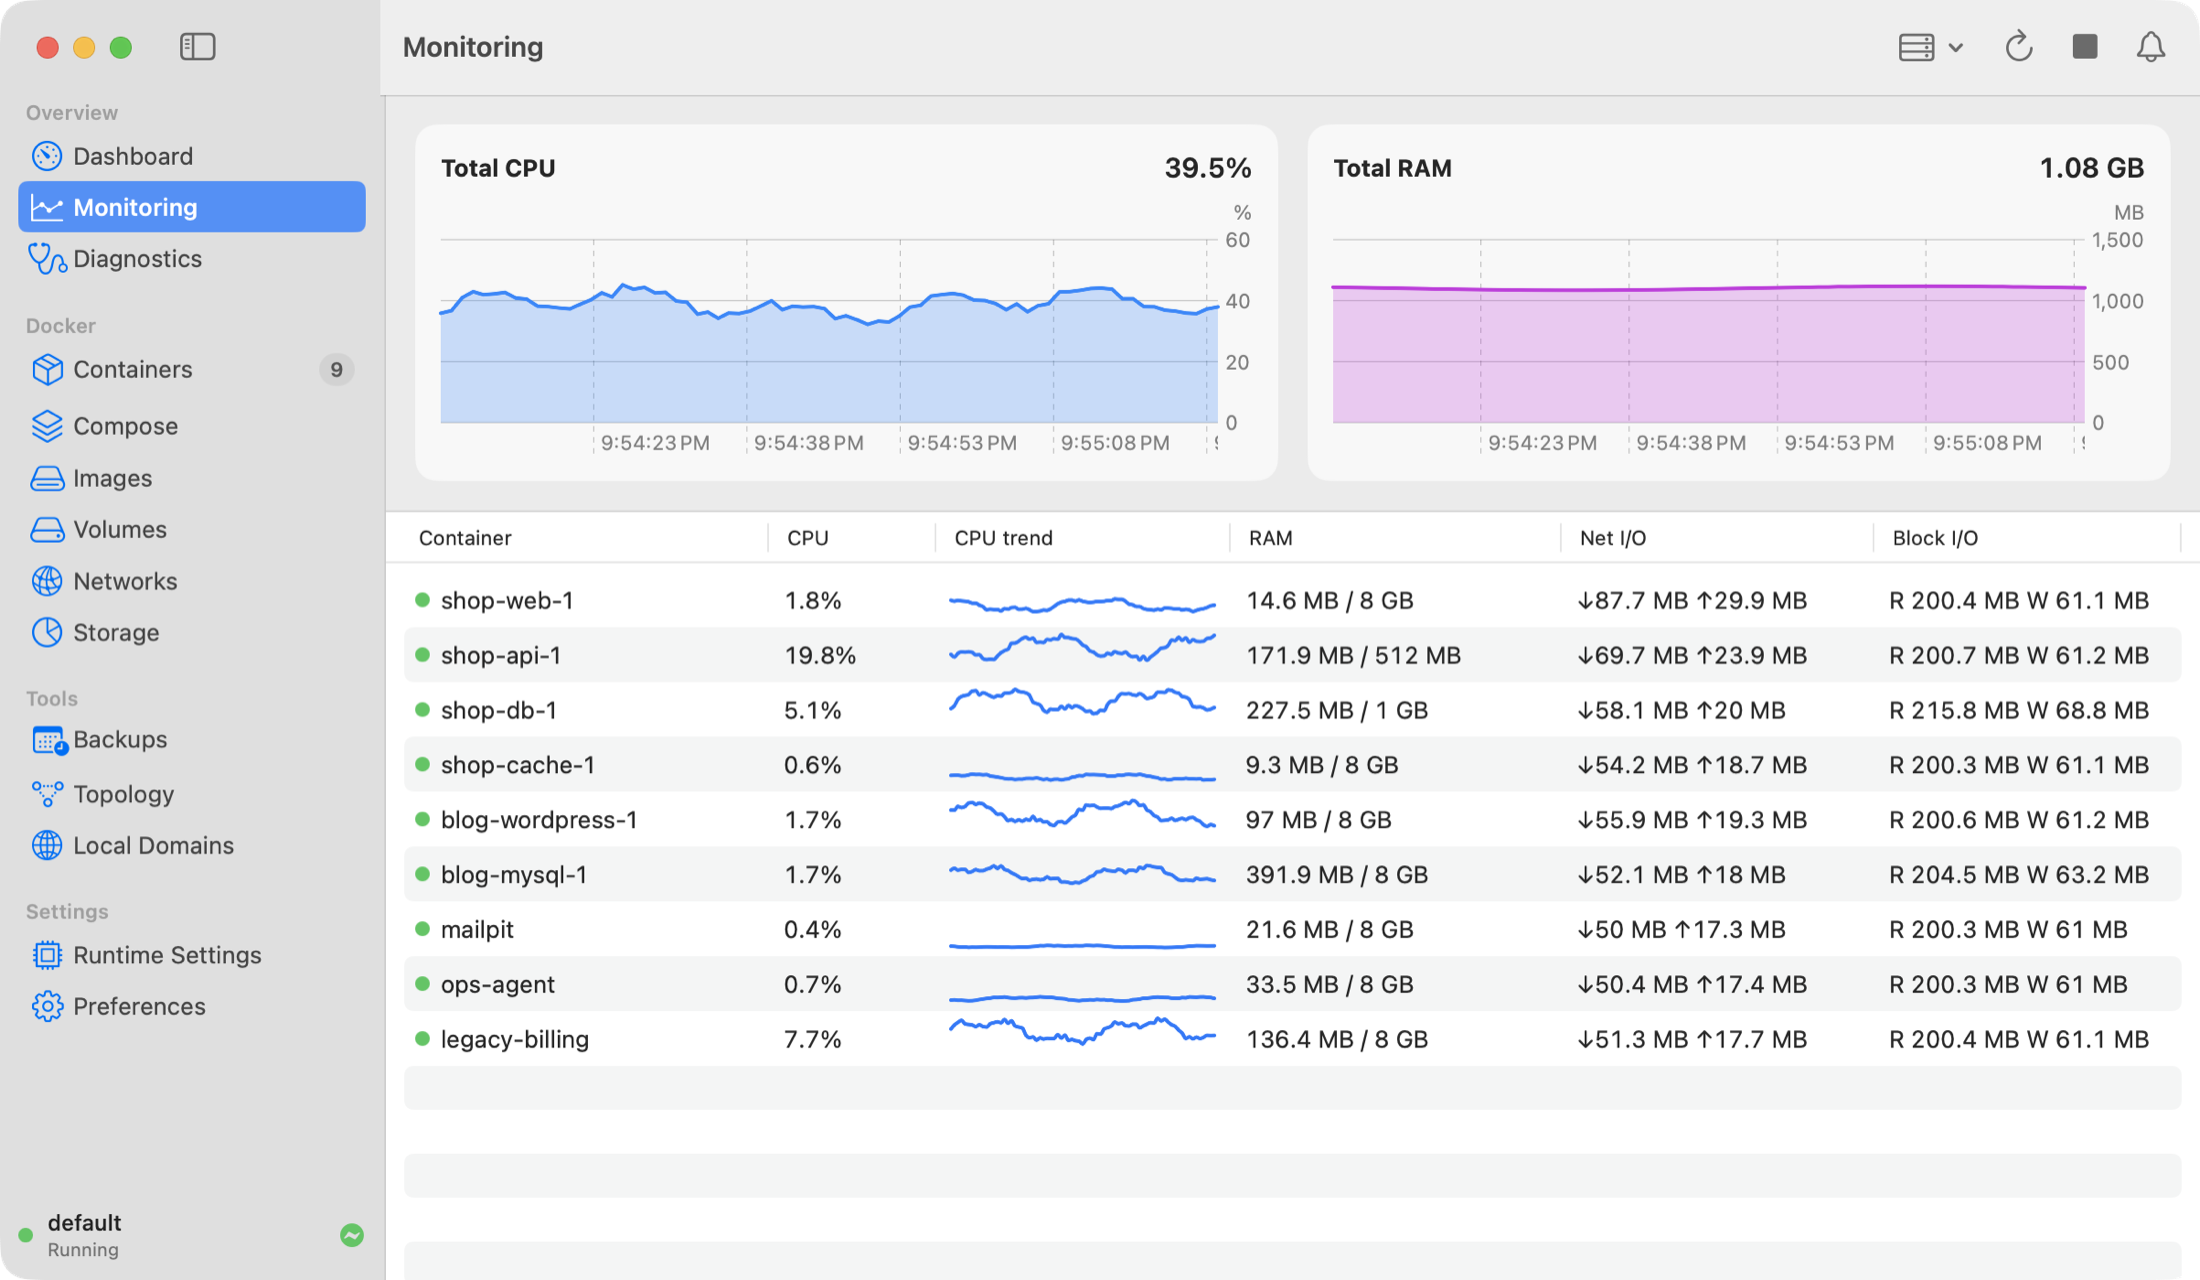 Monitoring
Overview
Dashboard
Monitoring
Diagnostics
Docker
Containers 9
Compose
Images
Volumes
Networks
Storage
Tools
Backups
Topology
Local Domains
Settings
Runtime Settings
Preferences
default
Running
Total CPU 39.5%
%
60
40
20
0
9:54:23 PM 9:54:38 PM 9:54:53 PM 9:55:08 PM
Total RAM 1.08 GB
MB
1,500
1,000
500
0
9:54:23 PM 9:54:38 PM 9:54:53 PM 9:55:08 PM
Container CPU CPU trend RAM Net I/O Block I/O
shop-web-1 1.8% 14.6 MB / 8 GB ↓87.7 MB ↑29.9 MB R 200.4 MB W 61.1 MB
shop-api-1 19.8% 171.9 MB / 512 MB ↓69.7 MB ↑23.9 MB R 200.7 MB W 61.2 MB
shop-db-1 5.1% 227.5 MB / 1 GB ↓58.1 MB ↑20 MB R 215.8 MB W 68.8 MB
shop-cache-1 0.6% 9.3 MB / 8 GB ↓54.2 MB ↑18.7 MB R 200.3 MB W 61.1 MB
blog-wordpress-1 1.7% 97 MB / 8 GB ↓55.9 MB ↑19.3 MB R 200.6 MB W 61.2 MB
blog-mysql-1 1.7% 391.9 MB / 8 GB ↓52.1 MB ↑18 MB R 204.5 MB W 63.2 MB
mailpit 0.4% 21.6 MB / 8 GB ↓50 MB ↑17.3 MB R 200.3 MB W 61 MB
ops-agent 0.7% 33.5 MB / 8 GB ↓50.4 MB ↑17.4 MB R 200.3 MB W 61 MB
legacy-billing 7.7% 136.4 MB / 8 GB ↓51.3 MB ↑17.7 MB R 200.4 MB W 61.1 MB